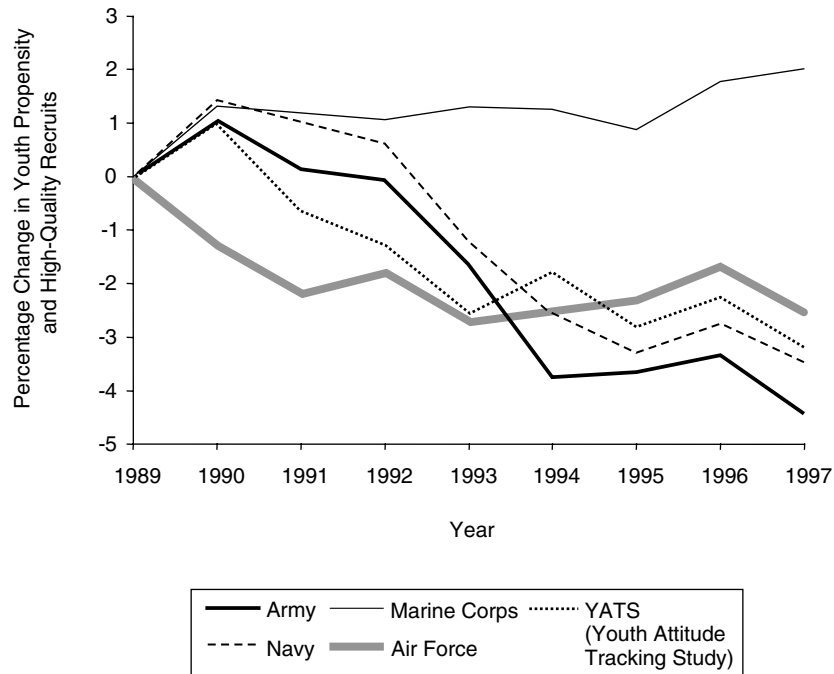 Percentage Change in Youth Propensity
and High-Quality Recruits
3
2
1
0
-1
-2
-3
-4
-5
1989 1990 1991 1992 1993 1994 1995 1996 1997
Year
Army Marine Corps YATS
(Youth Attitude
Navy Air Force Tracking Study)